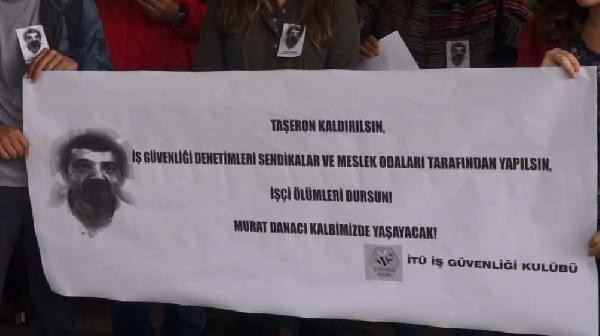 TAŞERON KALDIRILSIN,
İŞ GÜVENLİĞİ DENETİMLERİ SENDİKALAR VE MESLEK ODALARI TARAFINDAN YAPILSIN,
İŞÇİ ÖLÜMLERİ DURSUN!
MURAT DANACI KALBİMİZDE YAŞAYACAK!
İTÜ İŞ GÜVENLİĞİ KULÜBÜ